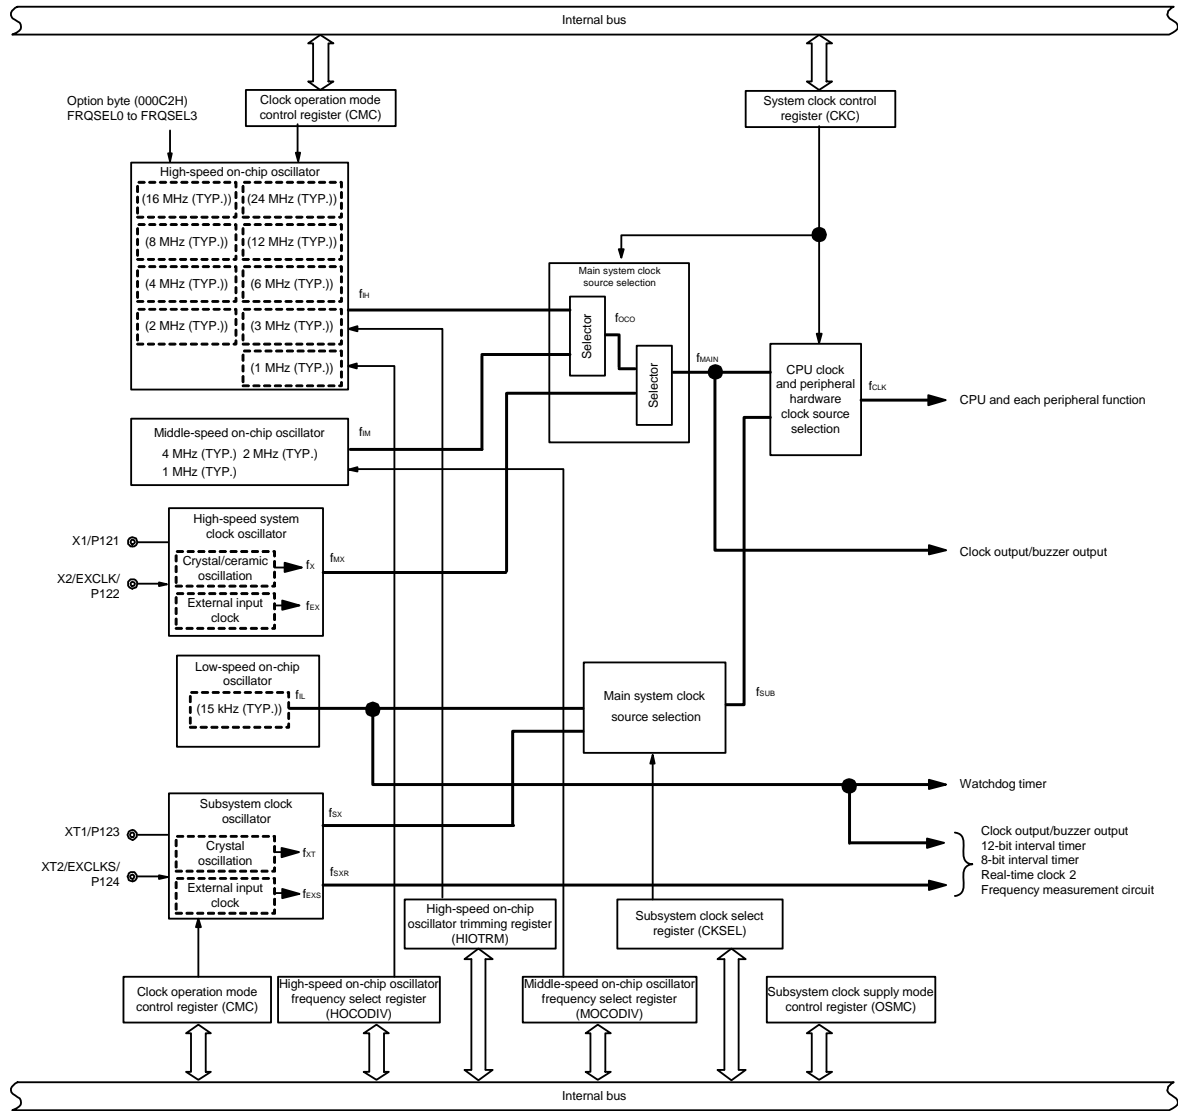 Internal bus
Option byte (000C2H)
FRQSEL0 to FRQSEL3
Clock operation mode
control register (CMC)
System clock control
register (CKC)
High-speed on-chip oscillator
(16 MHz (TYP.))
(24 MHz (TYP.))
(8 MHz (TYP.))
(12 MHz (TYP.))
(4 MHz (TYP.))
(6 MHz (TYP.))
(2 MHz (TYP.))
(3 MHz (TYP.))
(1 MHz (TYP.))
fIH
Main system clock
source selection
Selector
fOCO
Selector
fMAIN
CPU clock
and peripheral
hardware
clock source
selection
fCLK
CPU and each peripheral function
Middle-speed on-chip oscillator
4 MHz (TYP.) 2 MHz (TYP.)
1 MHz (TYP.)
fIM
X1/P121
X2/EXCLK/
P122
High-speed system
clock oscillator
Crystal/ceramic
oscillation
fX
External input
clock
fEX
fMX
Clock output/buzzer output
Low-speed on-chip
oscillator
(15 kHz (TYP.))
fIL
Main system clock
source selection
fSUB
Watchdog timer
XT1/P123
XT2/EXCLKS/
P124
Subsystem clock
oscillator
Crystal
oscillation
fXT
External input
clock
fEXS
fSX
fSXR
Clock output/buzzer output
12-bit interval timer
8-bit interval timer
Real-time clock 2
Frequency measurement circuit
High-speed on-chip
oscillator trimming register
(HIOTRM)
Subsystem clock select
register (CKSEL)
Clock operation mode
control register (CMC)
High-speed on-chip oscillator
frequency select register
(HOCODIV)
Middle-speed on-chip oscillator
frequency select register
(MOCODIV)
Subsystem clock supply mode
control register (OSMC)
Internal bus